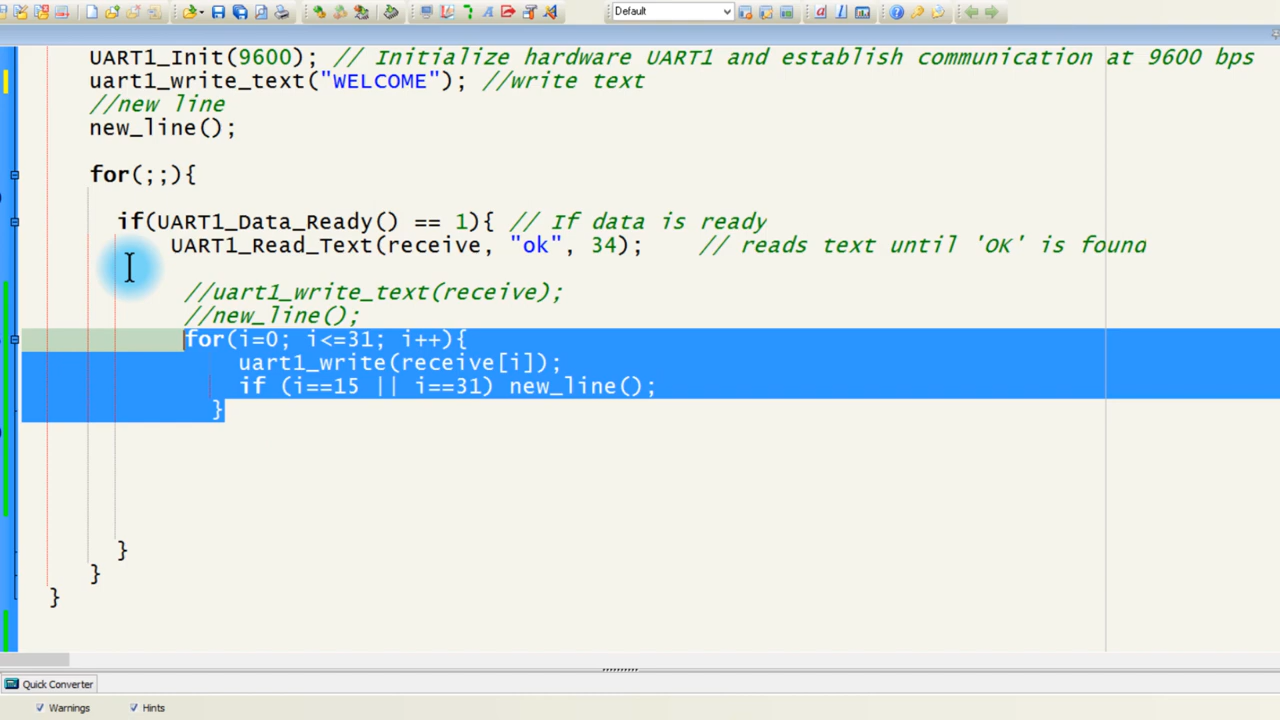 Default
UART1_Init(9600); // Initialize hardware UART1 and establish communication at 9600 bps
uart1_write_text("WELCOME"); //write text
//new line
new_line();
for(;;){
if(UART1_Data_Ready() == 1){ // If data is ready
UART1_Read_Text(receive, "ok", 34); // reads text until 'OK' is found
//uart1_write_text(receive);
//new_line();
for(i=0; i<=31; i++){
uart1_write(receive[i]);
if (i==15 || i==31) new_line();
}
}
}
}
Quick Converter
Warnings Hints